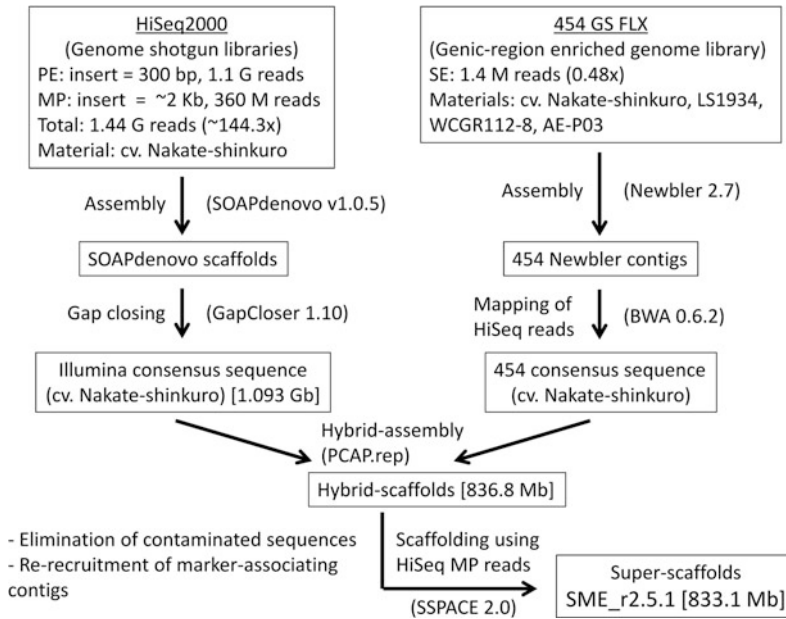 HiSeq2000
(Genome shotgun libraries)
PE: insert = 300 bp, 1.1 G reads
MP: insert = ~2 Kb, 360 M reads
Total: 1.44 G reads (~144.3x)
Material: cv. Nakate-shinkuro
454 GS FLX
(Genic-region enriched genome library)
SE: 1.4 M reads (0.48x)
Materials: cv. Nakate-shinkuro, LS1934,
WCGR112-8, AE-P03
Assembly
(SOAPdenovo v1.0.5)
Assembly
(Newbler 2.7)
SOAPdenovo scaffolds
454 Newbler contigs
Gap closing
(GapCloser 1.10)
Mapping of
HiSeq reads
(BWA 0.6.2)
Illumina consensus sequence
(cv. Nakate-shinkuro) [1.093 Gb]
454 consensus sequence
(cv. Nakate-shinkuro)
Hybrid-assembly
(PCAP.rep)
Hybrid-scaffolds [836.8 Mb]
- Elimination of contaminated sequences
- Re-recruitment of marker-associating
contigs
Scaffolding using
HiSeq MP reads
(SSPACE 2.0)
Super-scaffolds
SME_r2.5.1 [833.1 Mb]